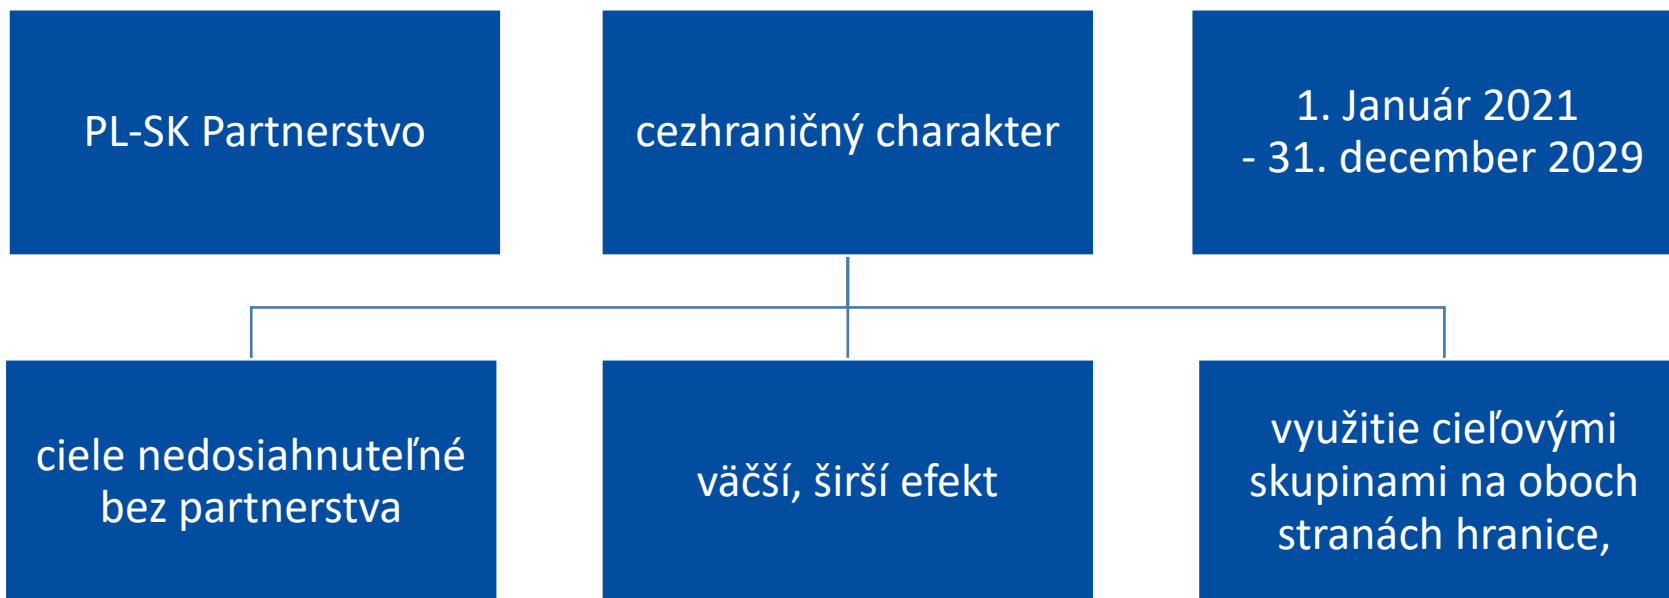 PL-SK Partnerstvo
cezhraničný charakter
1. Január 2021
- 31. december 2029
ciele nedosiahnuteľné
bez partnerstva
väčší, širší efekt
využitie cieľovými
skupinami na oboch
stranách hranice,